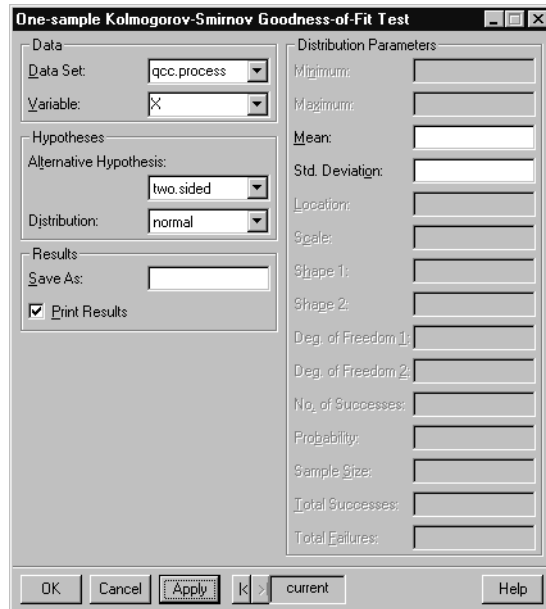 One-sample Kolmogorov-Smirnov Goodness-of-Fit Test
Data
Data Set: qcc.process
Variable: X
Hypotheses
Alternative Hypothesis:
two.sided
Distribution: normal
Results
Save As:
Print Results
Distribution Parameters
Minimum:
Maximum:
Mean:
Std. Deviation:
Location:
Scale:
Shape 1:
Shape 2:
Deg. of Freedom 1:
Deg. of Freedom 2:
No. of Successes:
Probability:
Sample Size:
Total Successes:
Total Failures:
OK Cancel Apply current Help